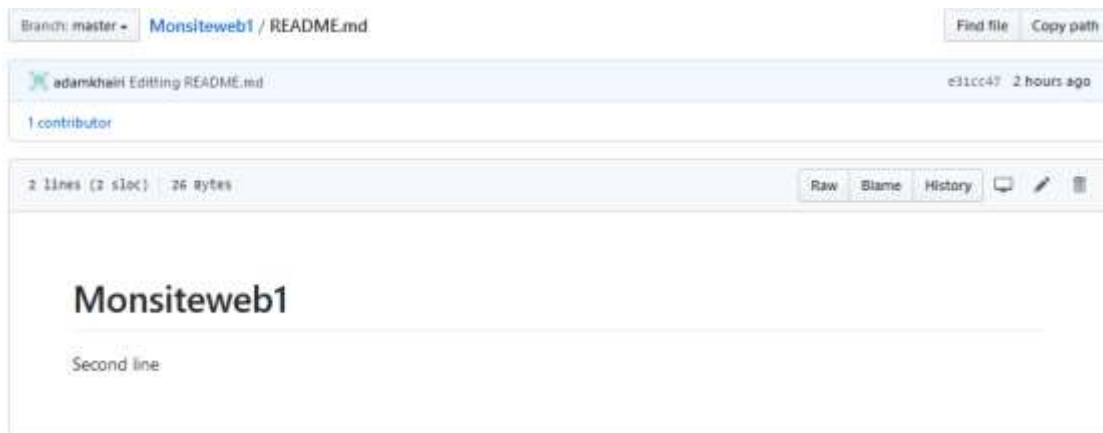 Branch: master Monsiteweb1 / README.md Find file Copy path
adamkhairi Editting README.md e31cc47 2 hours ago
1 contributor
2 lines (2 sloc) 26 Bytes Raw Blame History
Monsiteweb1
Second line